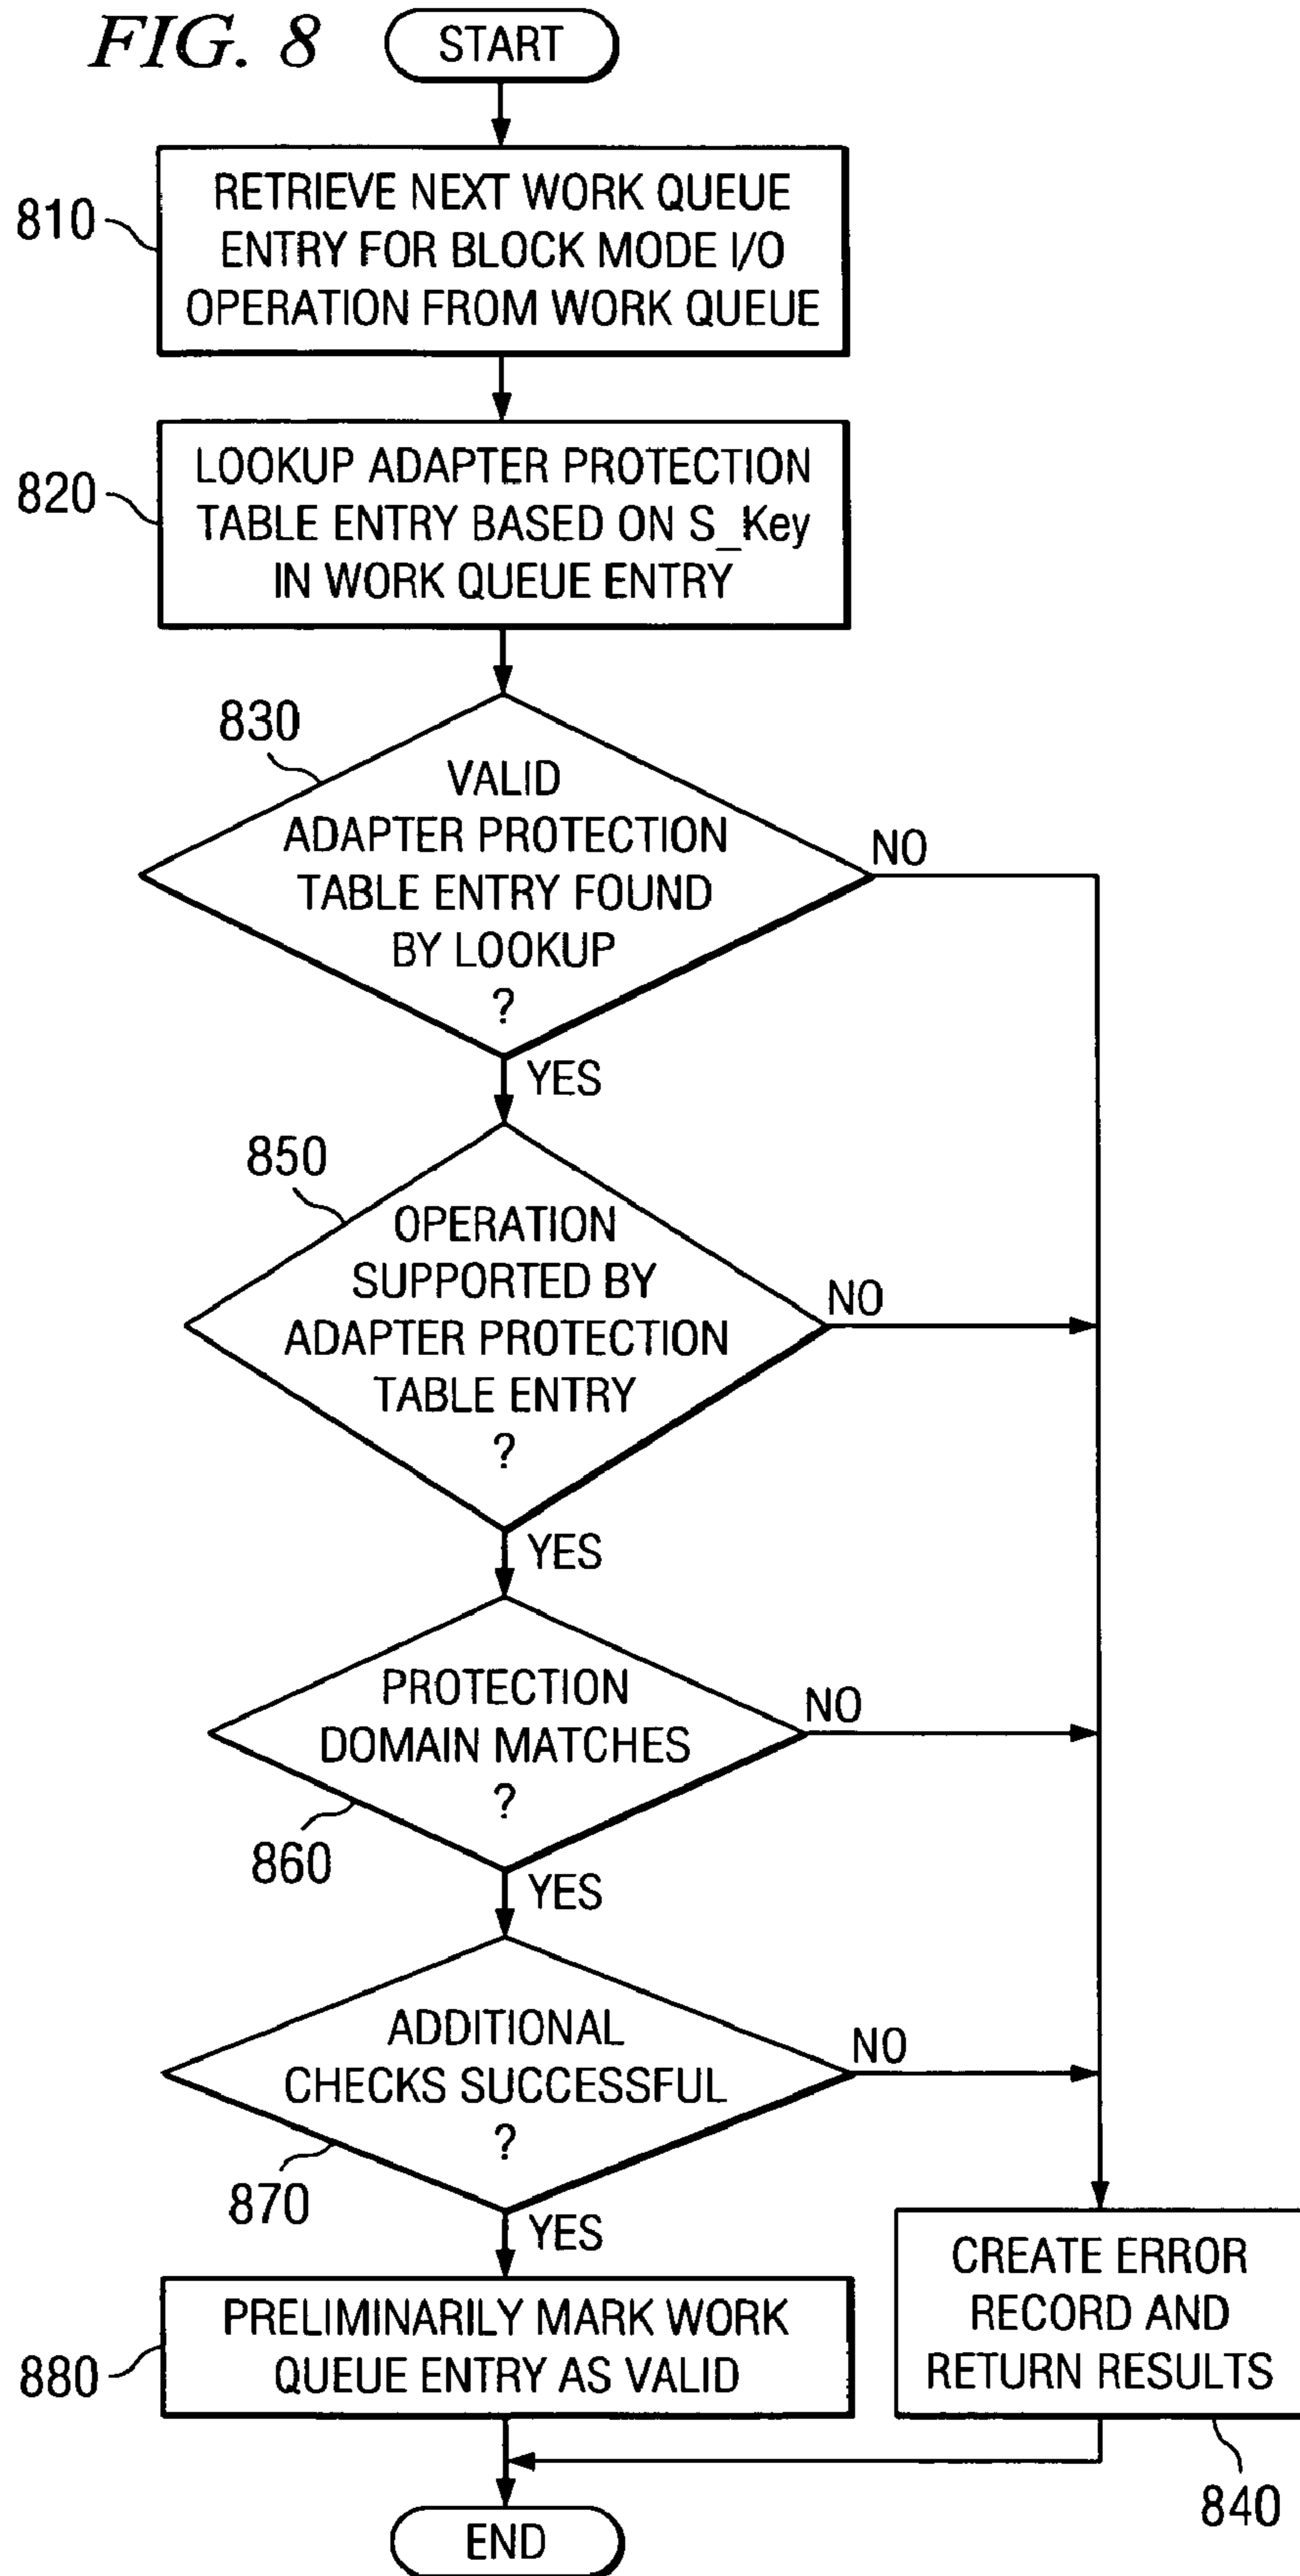 FIG. 8
START
810
RETRIEVE NEXT WORK QUEUE
ENTRY FOR BLOCK MODE I/O
OPERATION FROM WORK QUEUE
820
LOOKUP ADAPTER PROTECTION
TABLE ENTRY BASED ON S_Key
IN WORK QUEUE ENTRY
830
VALID
ADAPTER PROTECTION
TABLE ENTRY FOUND
BY LOOKUP
?
NO
YES
850
OPERATION
SUPPORTED BY
ADAPTER PROTECTION
TABLE ENTRY
?
NO
YES
PROTECTION
DOMAIN MATCHES
?
NO
860
YES
ADDITIONAL
CHECKS SUCCESSFUL
?
NO
870
YES
880
PRELIMINARILY MARK WORK
QUEUE ENTRY AS VALID
CREATE ERROR
RECORD AND
RETURN RESULTS
840
END